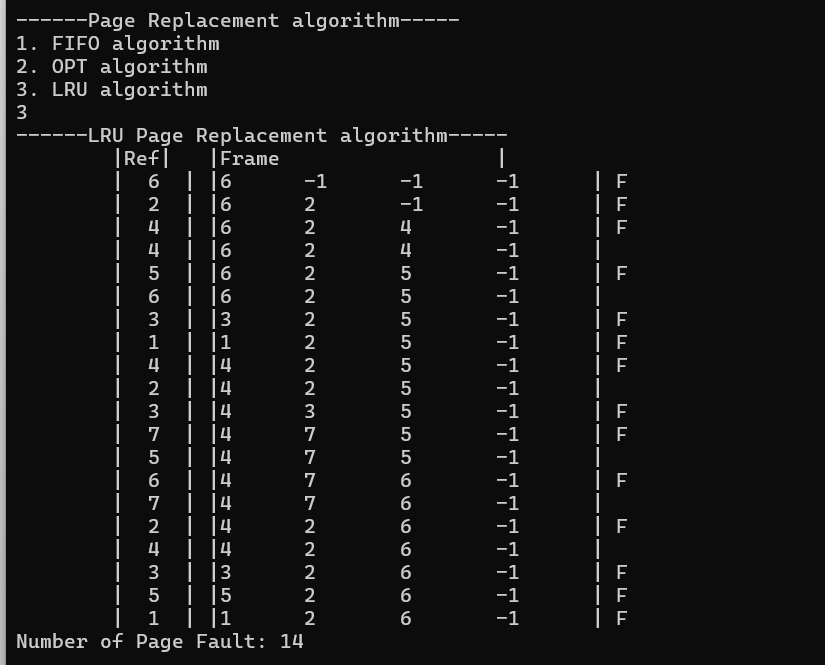 ------Page Replacement algorithm-----
1. FIFO algorithm
2. OPT algorithm
3. LRU algorithm
3
------LRU Page Replacement algorithm-----
|Ref| |Frame |
| 6 | |6 -1 -1 -1 | F
| 2 | |6 2 -1 -1 | F
| 4 | |6 2 4 -1 | F
| 4 | |6 2 4 -1 |
| 5 | |6 2 5 -1 | F
| 6 | |6 2 5 -1 |
| 3 | |3 2 5 -1 | F
| 1 | |1 2 5 -1 | F
| 4 | |4 2 5 -1 | F
| 2 | |4 2 5 -1 |
| 3 | |4 3 5 -1 | F
| 7 | |4 7 5 -1 | F
| 5 | |4 7 5 -1 |
| 6 | |4 7 6 -1 | F
| 7 | |4 7 6 -1 |
| 2 | |4 2 6 -1 | F
| 4 | |4 2 6 -1 |
| 3 | |3 2 6 -1 | F
| 5 | |5 2 6 -1 | F
| 1 | |1 2 6 -1 | F
Number of Page Fault: 14